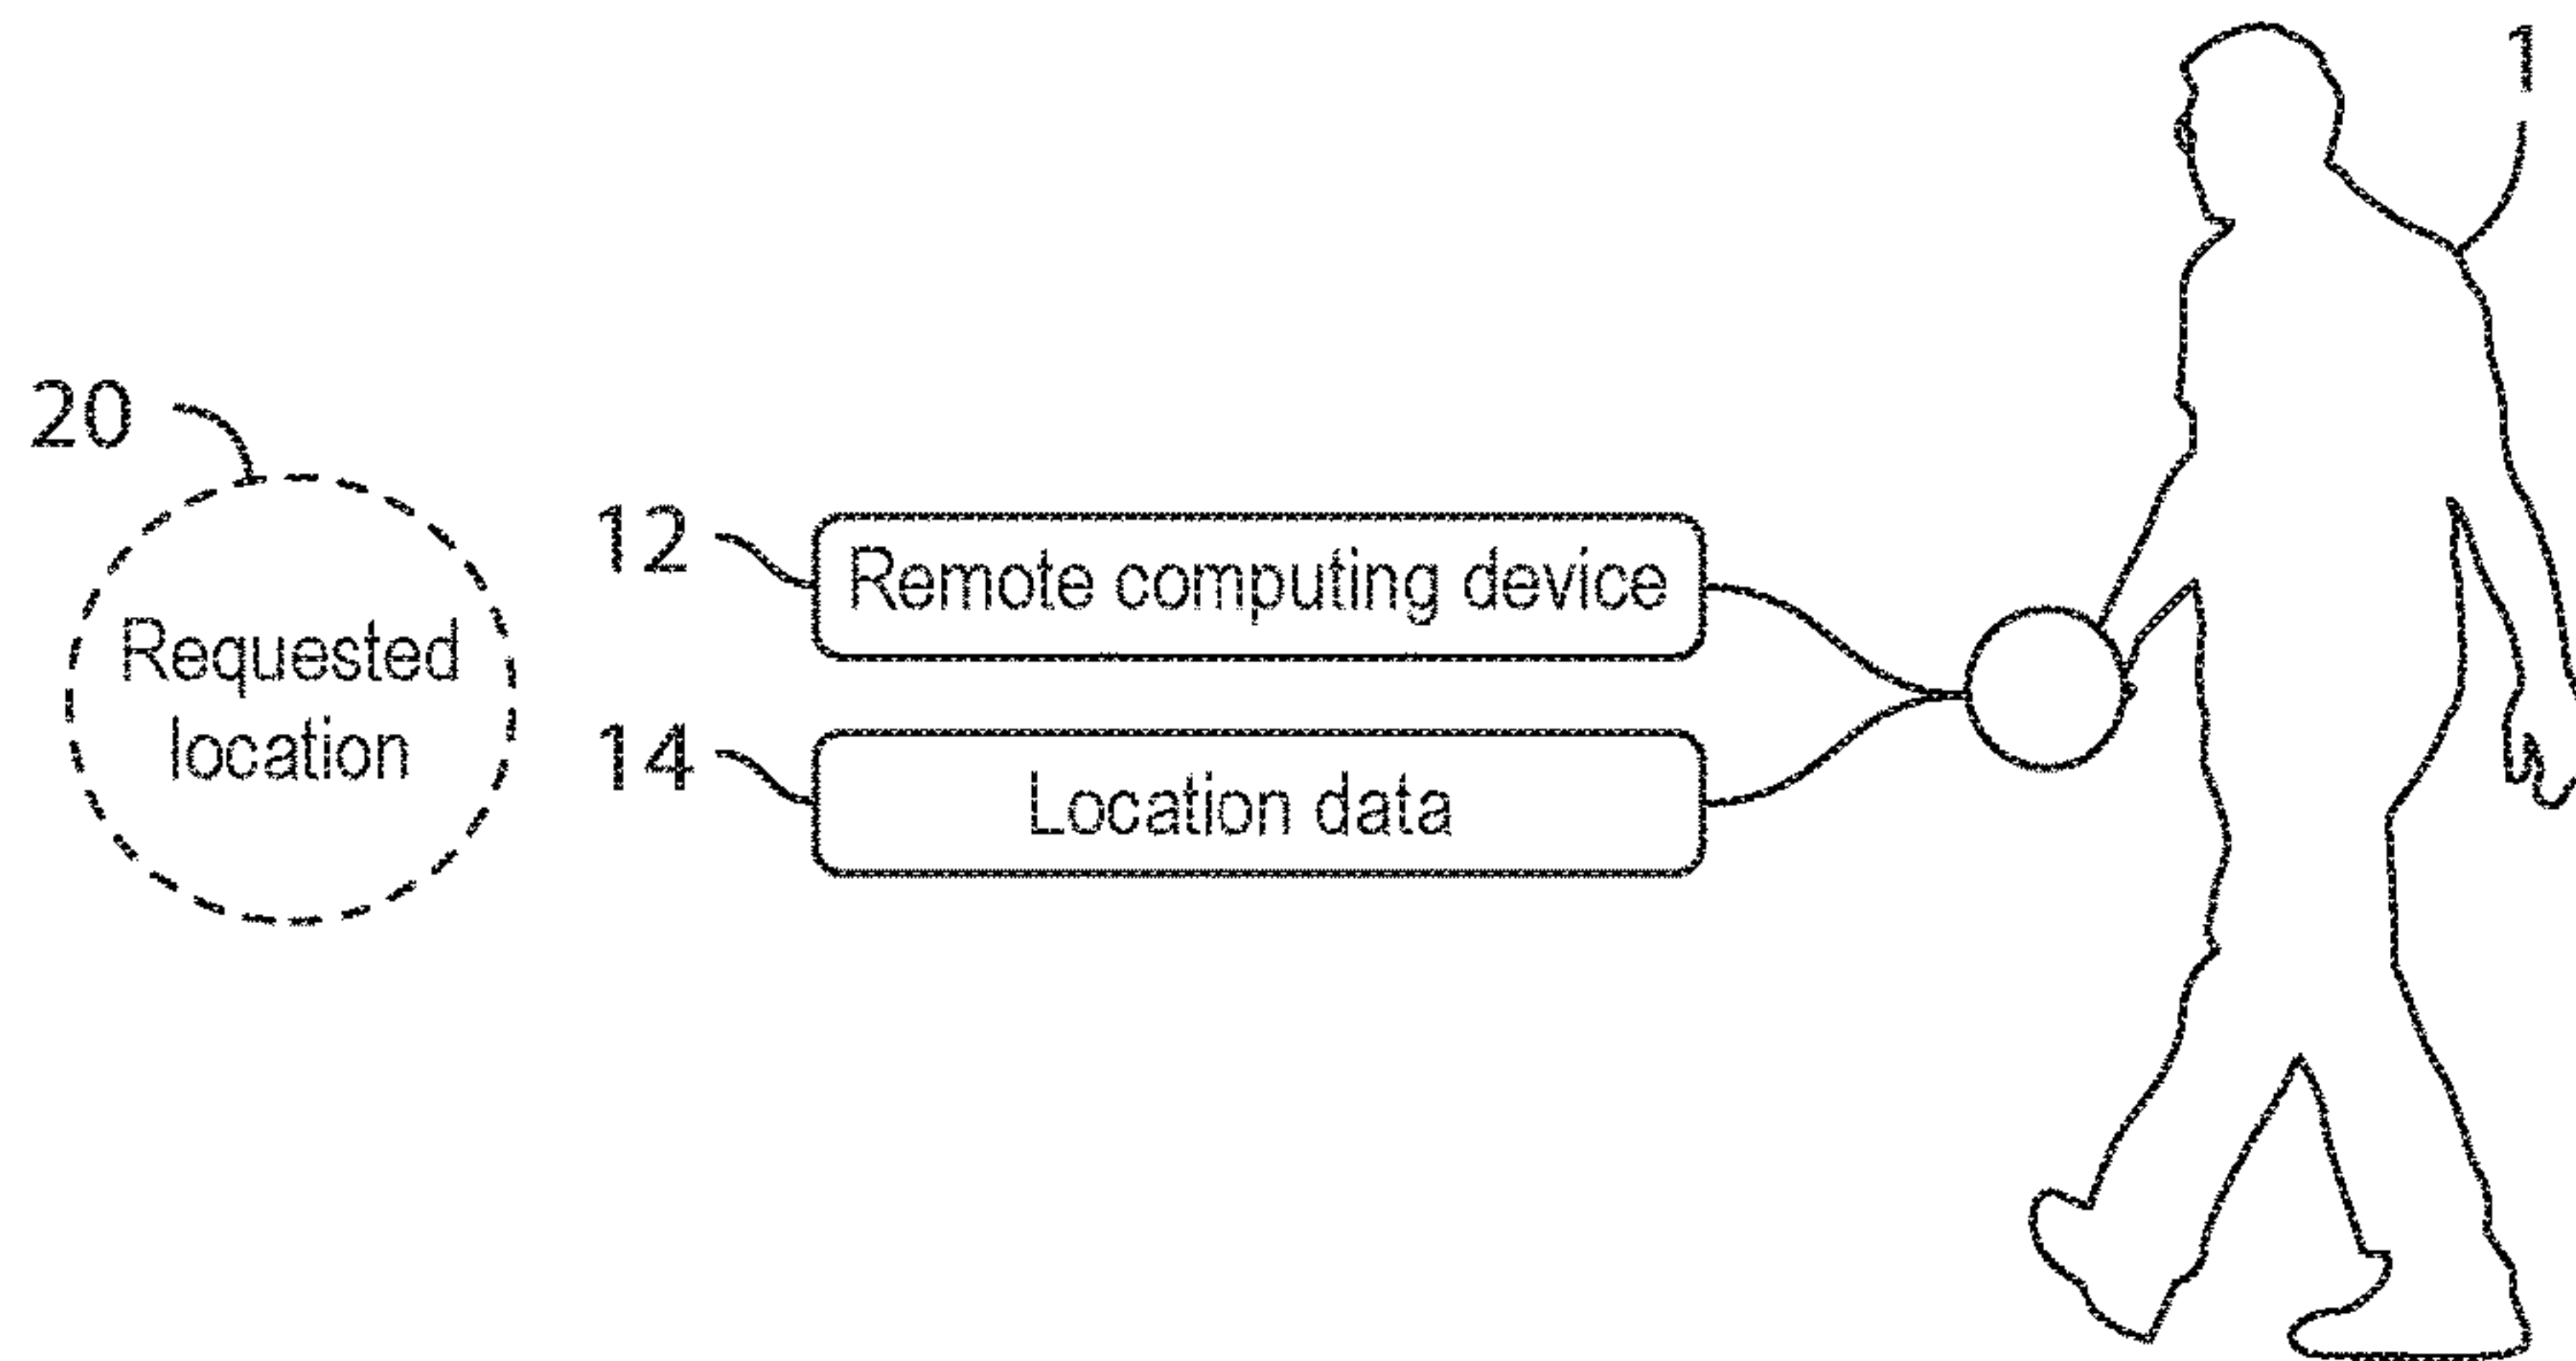 1
20
12
Remote computing device
Requested
location
14
Location data